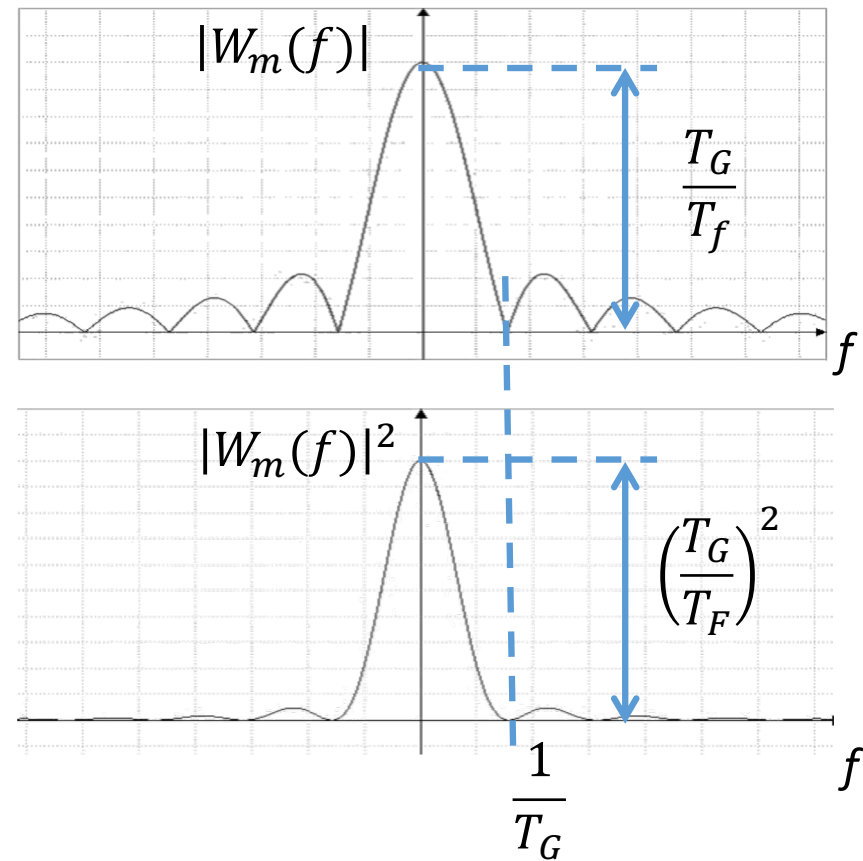 |W_m(f)|
T_G/T_f
f
|W_m(f)|²
(T_G/T_F)²
f
1/T_G